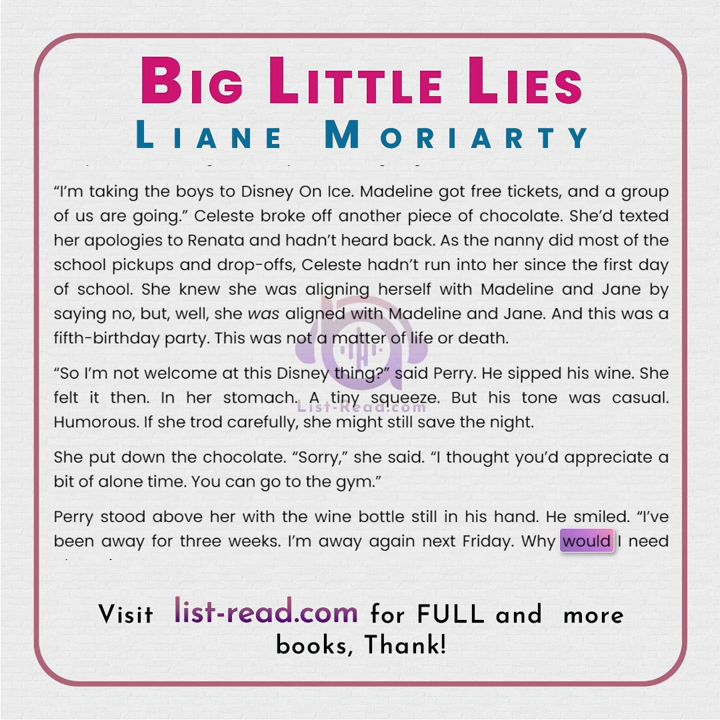 BIG LITTLE LIES
LIANE MORIARTY
“I’m taking the boys to Disney On Ice. Madeline got free tickets, and a group
of us are going.” Celeste broke off another piece of chocolate. She’d texted
her apologies to Renata and hadn’t heard back. As the nanny did most of the
school pickups and drop-offs, Celeste hadn’t run into her since the first day
of school. She knew she was aligning herself with Madeline and Jane by
saying no, but, well, she was aligned with Madeline and Jane. And this was a
fifth-birthday party. This was not a matter of life or death.
“So I’m not welcome at this Disney thing?” said Perry. He sipped his wine. She
felt it then. In her stomach. A tiny squeeze. But his tone was casual.
List-Read.com
Humorous. If she trod carefully, she might still save the night.
She put down the chocolate. “Sorry,” she said. “I thought you’d appreciate a
bit of alone time. You can go to the gym.”
Perry stood above her with the wine bottle still in his hand. He smiled. “I’ve
been away for three weeks. I’m away again next Friday. Why would I need
Visit list-read.com for FULL and more
books, Thank!